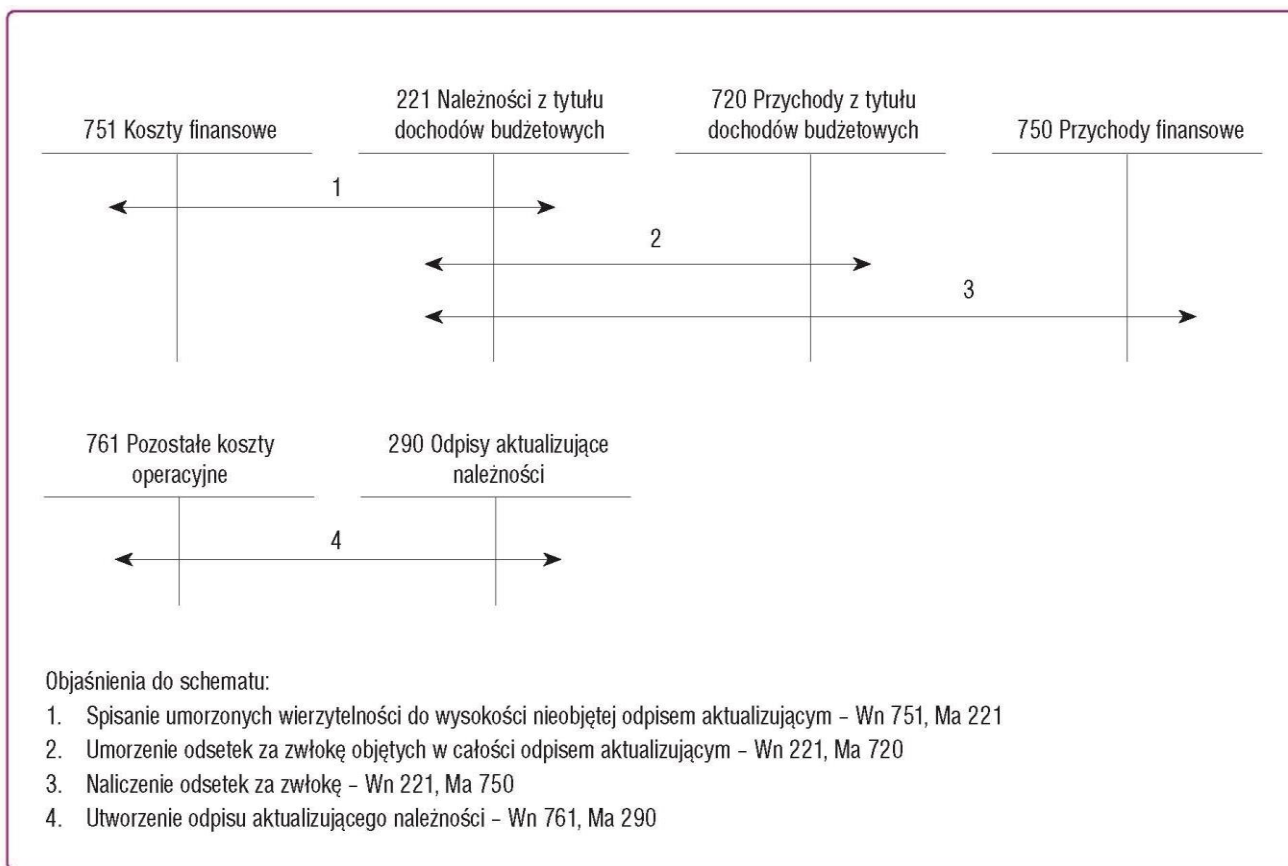 751 Koszty finansowe
221 Należności z tytułu
dochodów budżetowych
720 Przychody z tytułu
dochodów budżetowych
750 Przychody finansowe
1
2
3
761 Pozostałe koszty
operacyjne
290 Odpisy aktualizujące
należności
4
Objaśnienia do schematu:
1. Spisanie umorzonych wierzytelności do wysokości nieobjętej odpisem aktualizującym – Wn 751, Ma 221
2. Umorzenie odsetek za zwłokę objętych w całości odpisem aktualizującym – Wn 221, Ma 720
3. Naliczenie odsetek za zwłokę – Wn 221, Ma 750
4. Utworzenie odpisu aktualizującego należności – Wn 761, Ma 290